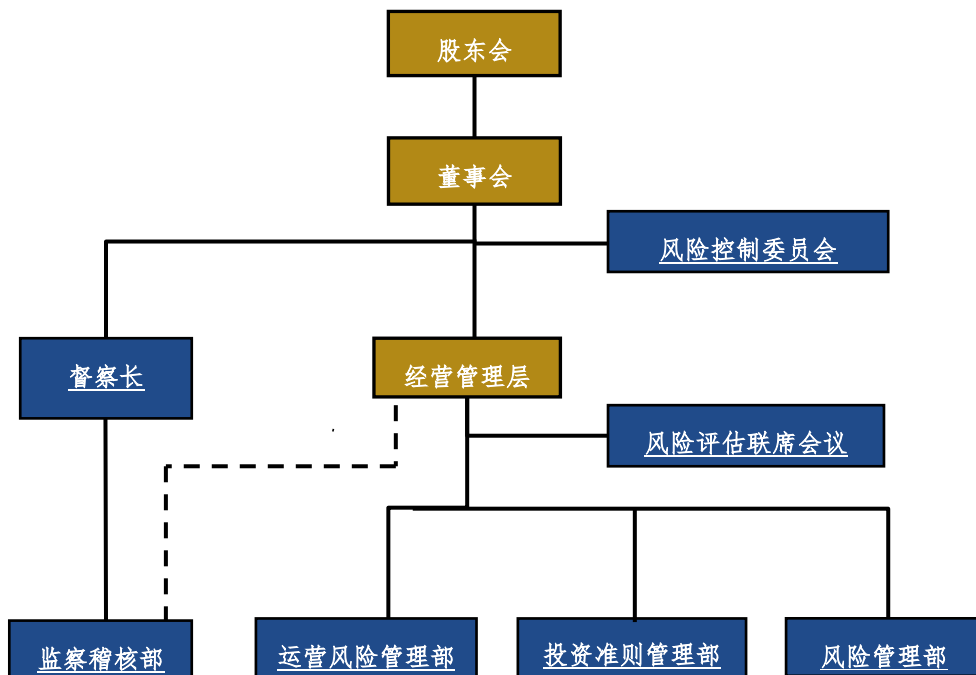 股东会
董事会
风险控制委员会
督察长
经营管理层
风险评估联席会议
监察稽核部
运营风险管理部
投资准则管理部
风险管理部